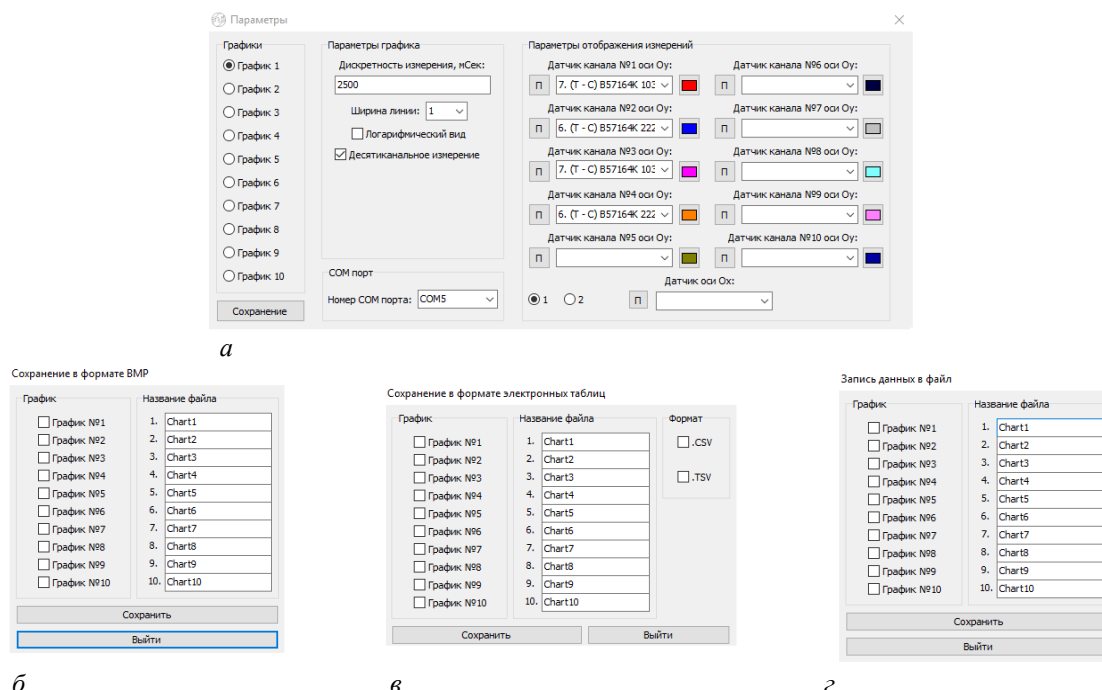 Параметры
Графики
График 1
График 2
График 3
График 4
График 5
График 6
График 7
График 8
График 9
График 10
Сохранение
Параметры графика
Дискретность измерения, мСек:
2500
Ширина линии: 1
Логарифмический вид
Десятиканальное измерение
COM порт
Номер COM порта: COM5
Параметры отображения измерений
Датчик канала №1 оси Oy: Датчик канала №6 оси Oy:
П 7. (T - C) B57164K 103 П
Датчик канала №2 оси Oy: Датчик канала №7 оси Oy:
П 6. (T - C) B57164K 222 П
Датчик канала №3 оси Oy: Датчик канала №8 оси Oy:
П 7. (T - C) B57164K 103 П
Датчик канала №4 оси Oy: Датчик канала №9 оси Oy:
П 6. (T - C) B57164K 222 П
Датчик канала №5 оси Oy: Датчик канала №10 оси Oy:
П П
Датчик оси Ox:
1 2 П
а
Сохранение в формате BMP
График Название файла
График №1 1. Chart1
График №2 2. Chart2
График №3 3. Chart3
График №4 4. Chart4
График №5 5. Chart5
График №6 6. Chart6
График №7 7. Chart7
График №8 8. Chart8
График №9 9. Chart9
График №10 10. Chart10
Сохранить
Выйти
б
Сохранение в формате электронных таблиц
График Название файла Формат
График №1 1. Chart1 .CSV
График №2 2. Chart2
График №3 3. Chart3 .TSV
График №4 4. Chart4
График №5 5. Chart5
График №6 6. Chart6
График №7 7. Chart7
График №8 8. Chart8
График №9 9. Chart9
График №10 10. Chart10
Сохранить Выйти
в
Запись данных в файл
График Название файла
График №1 1. Chart1
График №2 2. Chart2
График №3 3. Chart3
График №4 4. Chart4
График №5 5. Chart5
График №6 6. Chart6
График №7 7. Chart7
График №8 8. Chart8
График №9 9. Chart9
График №10 10. Chart10
Сохранить
Выйти
г